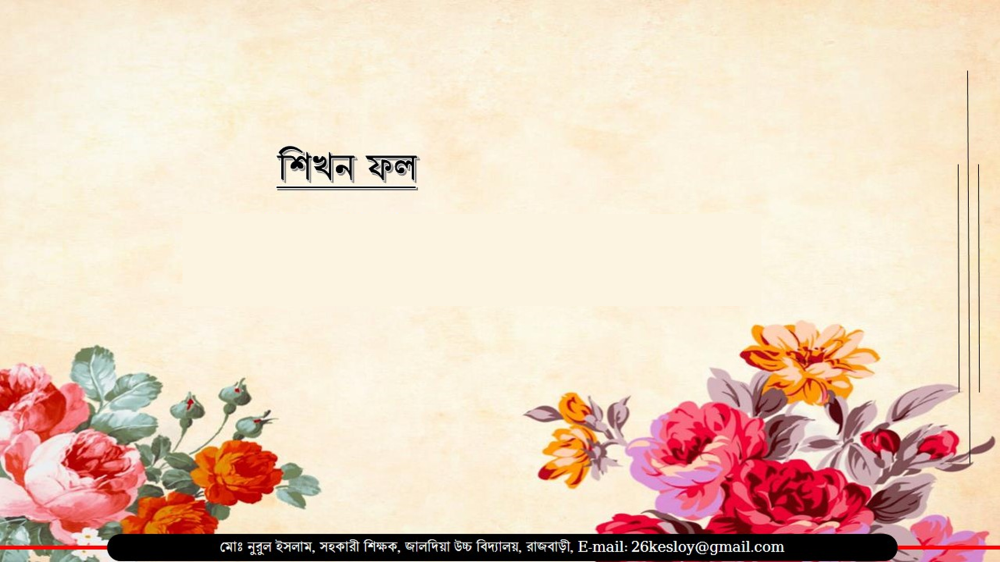 শিখন ফল
মোঃ নুরুল ইসলাম, সহকারী শিক্ষক, জালদিয়া উচ্চ বিদ্যালয়, রাজবাড়ী, E-mail: 26kesloy@gmail.com